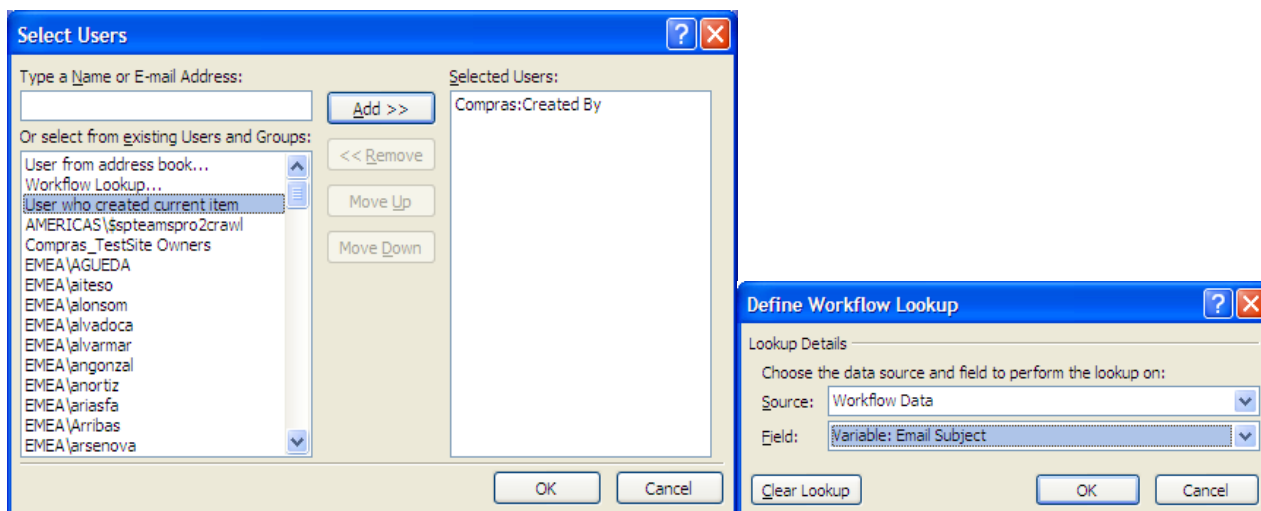 Select Users
Type a Name or E-mail Address:
Or select from existing Users and Groups:
User from address book...
Workflow Lookup...
User who created current item
AMERICAS\$spteamspro2crawl
Compras_TestSite Owners
EMEA\AGUEDA
EMEA\aiteso
EMEA\alonsom
EMEA\alvadoca
EMEA\alvarmar
EMEA\angonzal
EMEA\anortiz
EMEA\ariasfa
EMEA\Arribas
EMEA\arsenova
Add >>
<< Remove
Move Up
Move Down
Selected Users:
Compras:Created By
OK
Cancel
Define Workflow Lookup
Lookup Details
Choose the data source and field to perform the lookup on:
Source: Workflow Data
Field: Variable: Email Subject
Clear Lookup
OK
Cancel